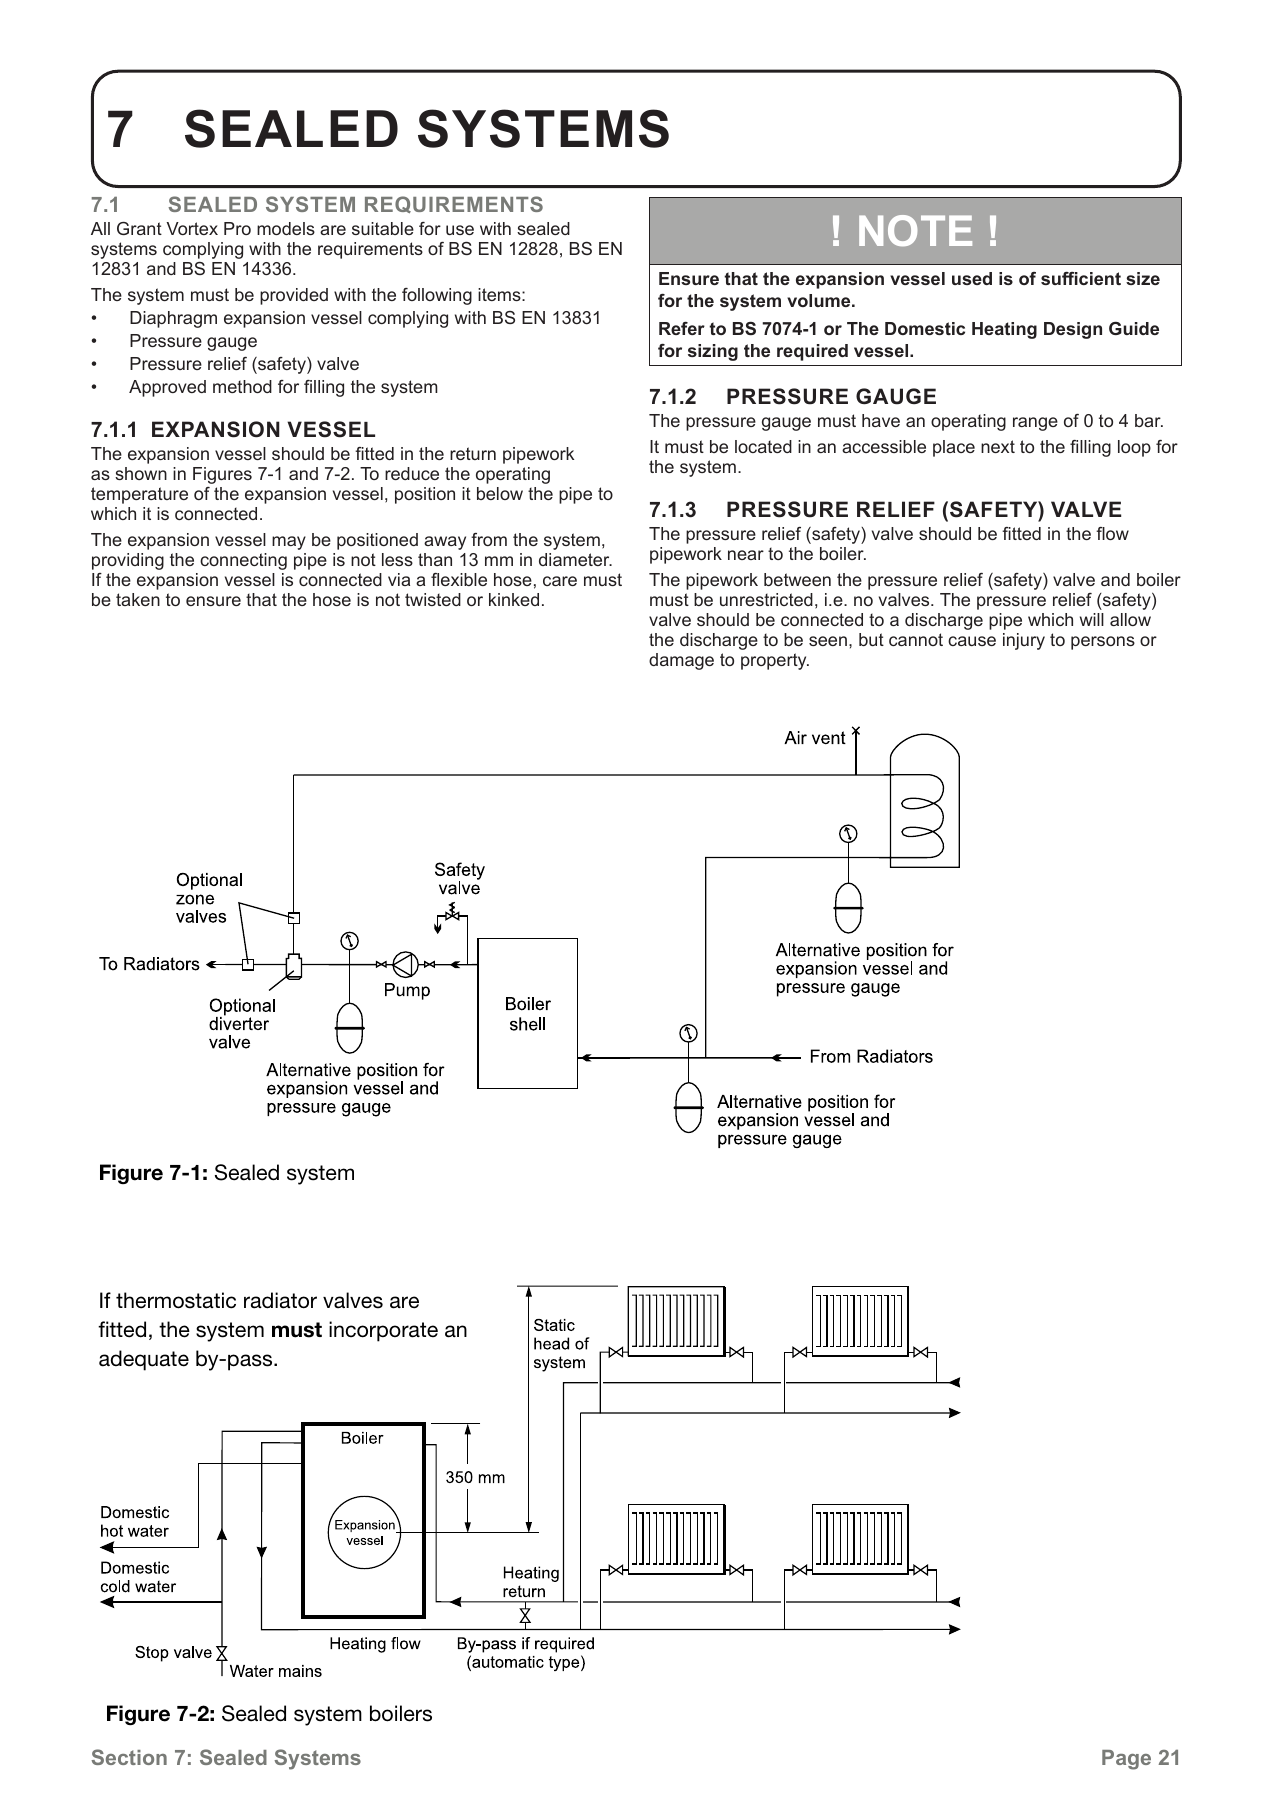 7 SEALED SYSTEMS
7.1 SEALED SYSTEM REQUIREMENTS
All Grant Vortex Pro models are suitable for use with sealed
systems complying with the requirements of BS EN 12828, BS EN
12831 and BS EN 14336.
The system must be provided with the following items:
• Diaphragm expansion vessel complying with BS EN 13831
• Pressure gauge
• Pressure relief (safety) valve
• Approved method for filling the system
7.1.1 EXPANSION VESSEL
The expansion vessel should be fitted in the return pipework
as shown in Figures 7-1 and 7-2. To reduce the operating
temperature of the expansion vessel, position it below the pipe to
which it is connected.
The expansion vessel may be positioned away from the system,
providing the connecting pipe is not less than 13 mm in diameter.
If the expansion vessel is connected via a flexible hose, care must
be taken to ensure that the hose is not twisted or kinked.
! NOTE !
Ensure that the expansion vessel used is of sufficient size
for the system volume.
Refer to BS 7074-1 or The Domestic Heating Design Guide
for sizing the required vessel.
7.1.2 PRESSURE GAUGE
The pressure gauge must have an operating range of 0 to 4 bar.
It must be located in an accessible place next to the filling loop for
the system.
7.1.3 PRESSURE RELIEF (SAFETY) VALVE
The pressure relief (safety) valve should be fitted in the flow
pipework near to the boiler.
The pipework between the pressure relief (safety) valve and boiler
must be unrestricted, i.e. no valves. The pressure relief (safety)
valve should be connected to a discharge pipe which will allow
the discharge to be seen, but cannot cause injury to persons or
damage to property.
Air vent
Safety
valve
Optional
zone
valves
To Radiators
Optional
diverter
valve
Pump
Boiler
shell
Alternative position for
expansion vessel and
pressure gauge
Alternative position for
expansion vessel and
pressure gauge
From Radiators
Alternative position for
expansion vessel and
pressure gauge
Figure 7-1: Sealed system
If thermostatic radiator valves are
fitted, the system must incorporate an
adequate by-pass.
Static
head of
system
Boiler
350 mm
Expansion
vessel
Domestic
hot water
Domestic
cold water
Heating
return
Stop valve
Water mains
Heating flow
By-pass if required
(automatic type)
Figure 7-2: Sealed system boilers
Section 7: Sealed Systems
Page 21